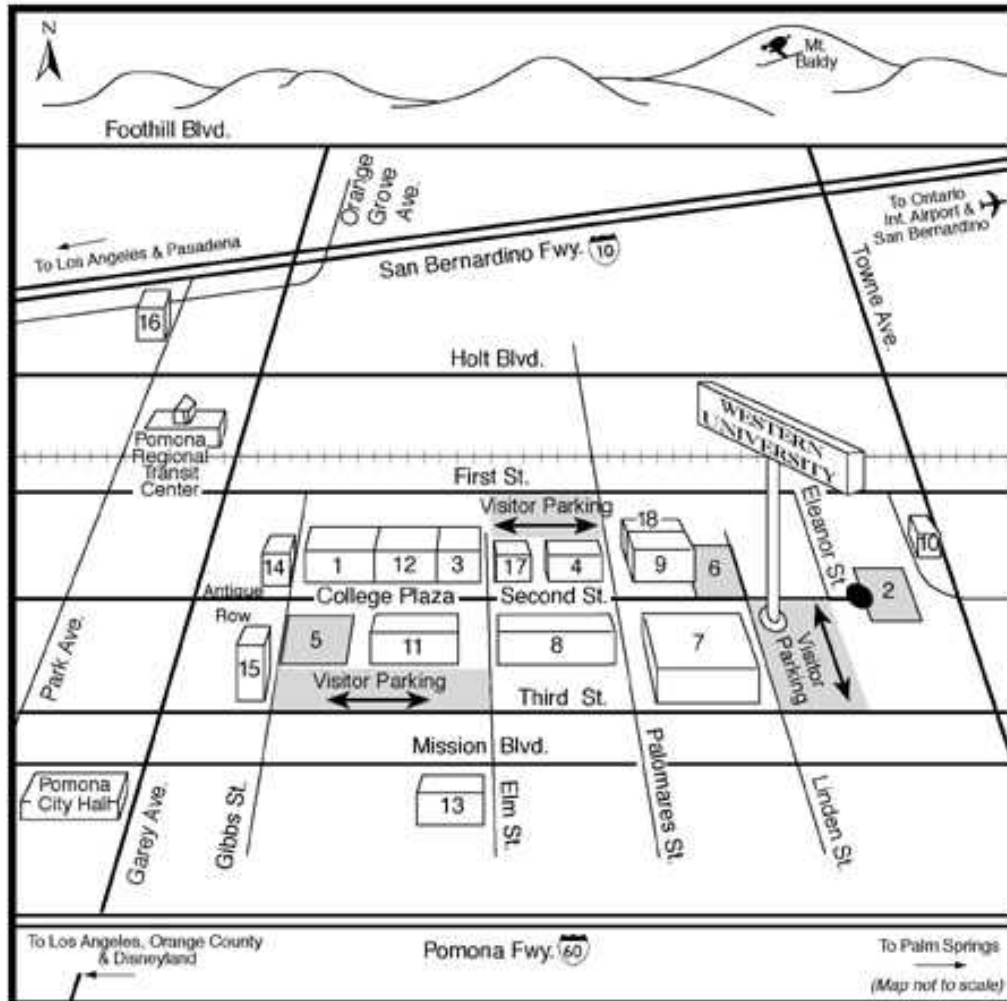 N
Mt.
Baldy
Foothill Blvd.
Orange
Grove
Ave.
To Ontario
Int. Airport &
San Bernardino
To Los Angeles & Pasadena
San Bernardino Fwy. 10
Towne Ave.
16
Holt Blvd.
WESTERN
UNIVERSITY
Pomona
Regional
Transit
Center
First St.
Visitor Parking
Eleanor St.
18
14
1
12
3
17
4
9
6
10
2
Antique
Row
College Plaza
Second St.
5
11
8
7
15
Visitor Parking
Visitor
Parking
Third St.
Park Ave.
Mission Blvd.
Pomona
City Hall
13
Garey Ave.
Gibbs St.
Elm St.
Palomares St.
Linden St.
To Los Angeles, Orange County
& Disneyland
Pomona Fwy. 60
To Palm Springs
(Map not to scale)